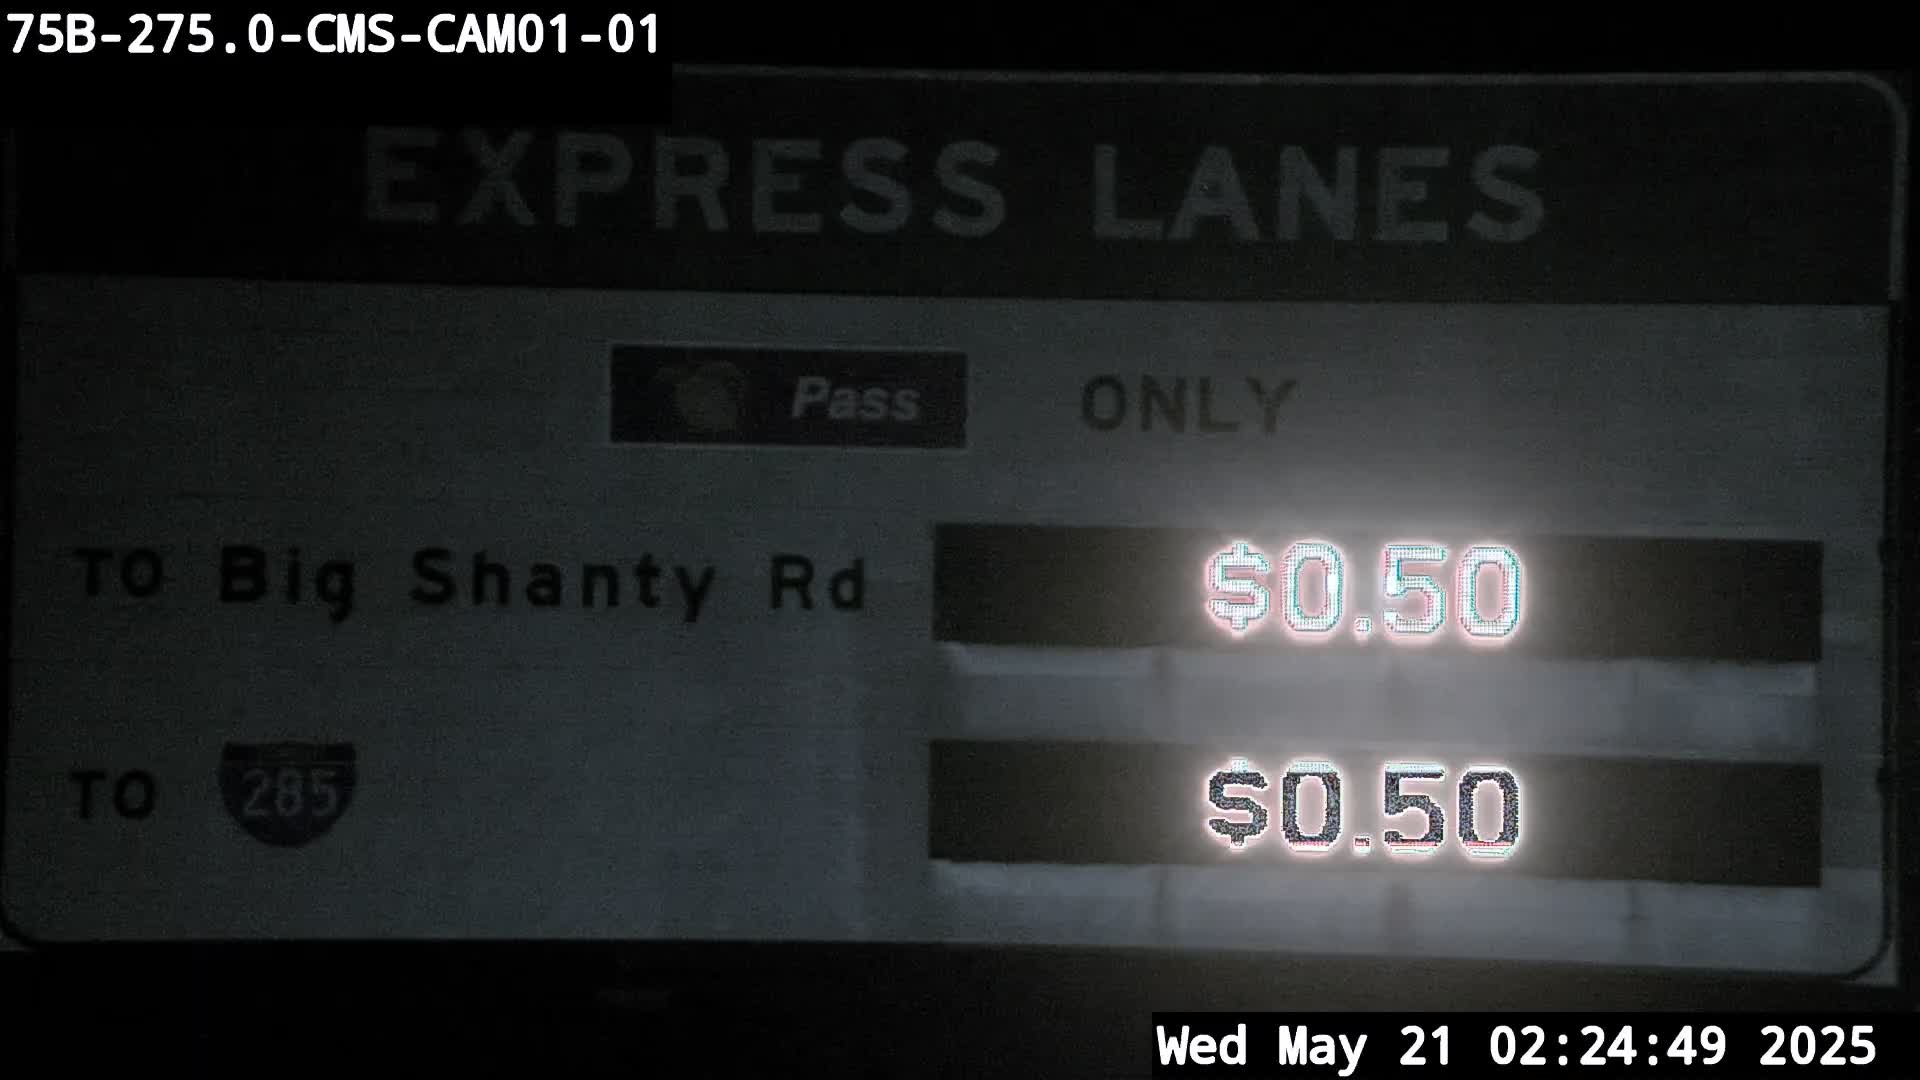 75B-275.0-CMS-CAM01-01
EXPRESS LANES
Pass ONLY
TO Big Shanty Rd $0.50
TO 285 $0.50
Wed May 21 02:24:49 2025